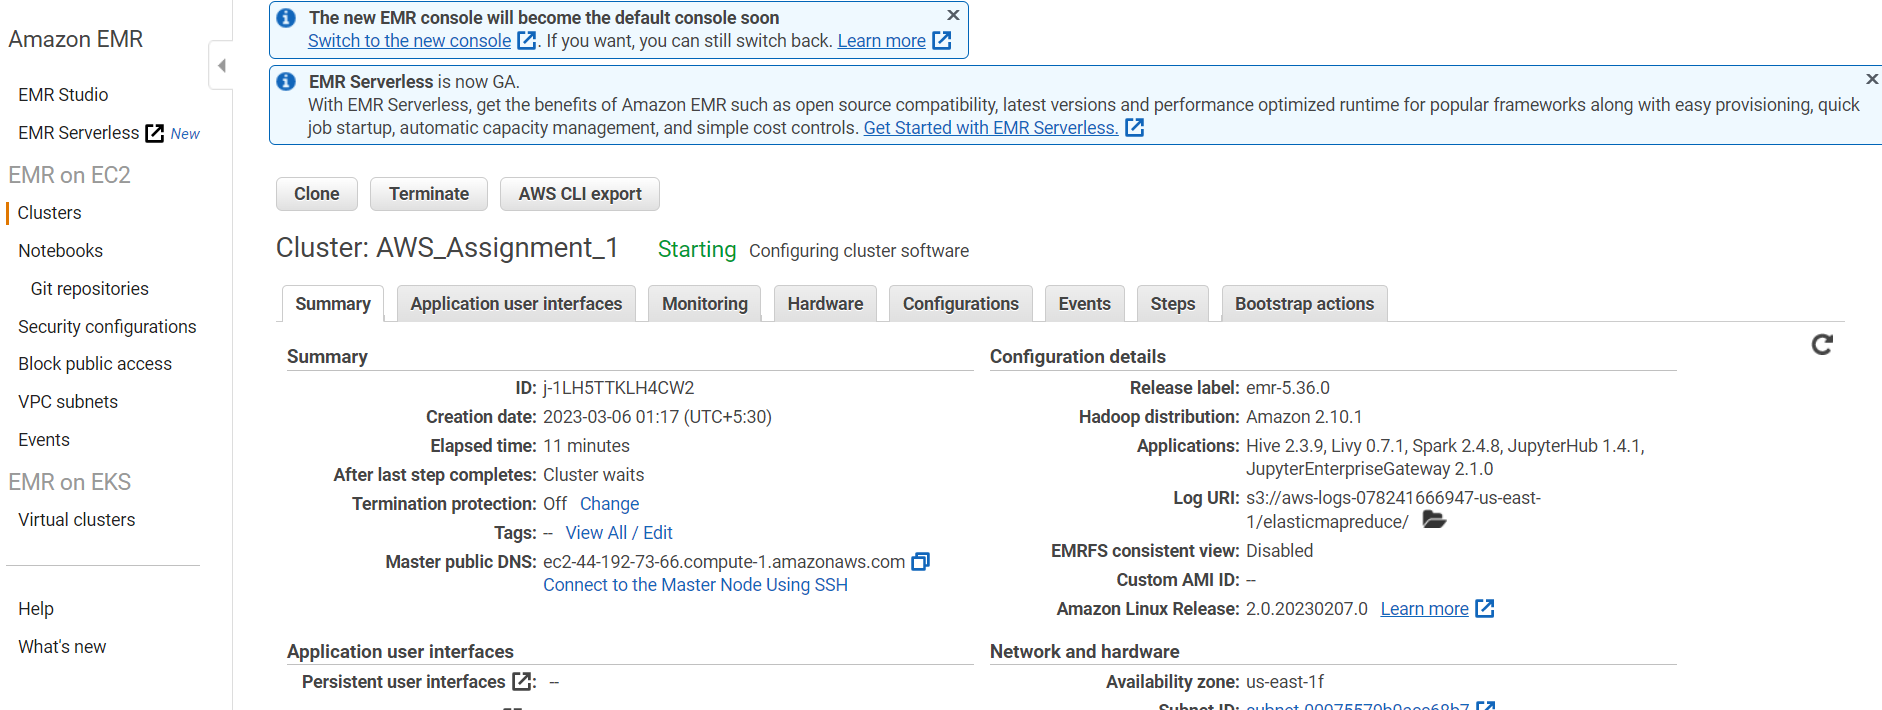 Amazon EMR
EMR Studio
EMR Serverless New
EMR on EC2
Clusters
Notebooks
Git repositories
Security configurations
Block public access
VPC subnets
Events
EMR on EKS
Virtual clusters
Help
What's new
The new EMR console will become the default console soon
Switch to the new console . If you want, you can still switch back. Learn more
EMR Serverless is now GA.
With EMR Serverless, get the benefits of Amazon EMR such as open source compatibility, latest versions and performance optimized runtime for popular frameworks along with easy provisioning, quick
job startup, automatic capacity management, and simple cost controls. Get Started with EMR Serverless.
Clone Terminate AWS CLI export
Cluster: AWS_Assignment_1 Starting Configuring cluster software
Summary Application user interfaces Monitoring Hardware Configurations Events Steps Bootstrap actions
Summary
ID: j-1LH5TTKLH4CW2
Creation date: 2023-03-06 01:17 (UTC+5:30)
Elapsed time: 11 minutes
After last step completes: Cluster waits
Termination protection: Off Change
Tags: -- View All / Edit
Master public DNS: ec2-44-192-73-66.compute-1.amazonaws.com
Connect to the Master Node Using SSH
Application user interfaces
Persistent user interfaces : --
Configuration details
Release label: emr-5.36.0
Hadoop distribution: Amazon 2.10.1
Applications: Hive 2.3.9, Livy 0.7.1, Spark 2.4.8, JupyterHub 1.4.1,
JupyterEnterpriseGateway 2.1.0
Log URI: s3://aws-logs-078241666947-us-east-
1/elasticmapreduce/
EMRFS consistent view: Disabled
Custom AMI ID: --
Amazon Linux Release: 2.0.20230207.0 Learn more
Network and hardware
Availability zone: us-east-1f
Subnet ID: